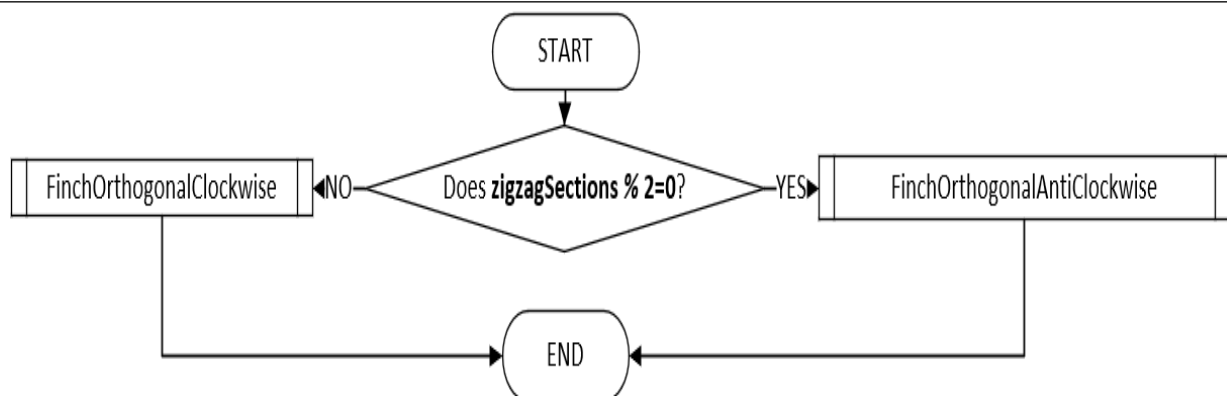 START
FinchOrthogonalClockwise
NO
Does zigzagSections % 2=0?
YES
FinchOrthogonalAntiClockwise
END